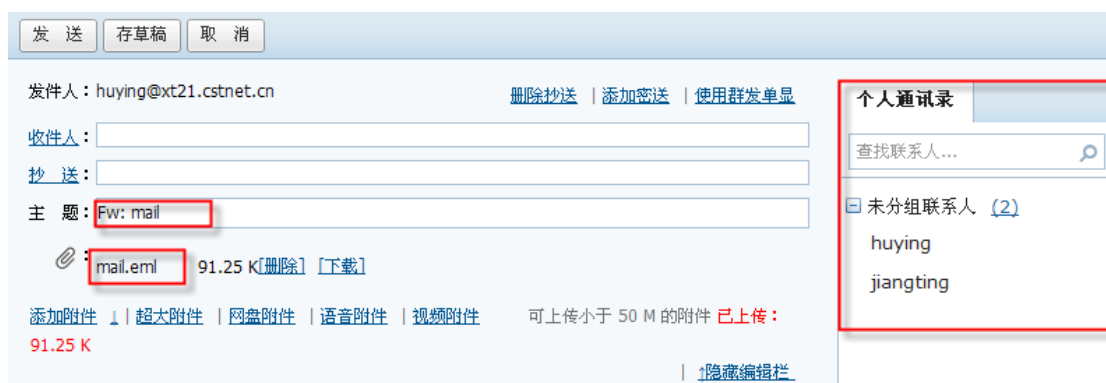 发 送 存草稿 取 消
发件人：huying@xt21.cstnet.cn
删除抄送 | 添加密送 | 使用群发单显
收件人：
抄 送：
主 题：Fw: mail
：mail.eml 91.25 K[删除] [下载]
添加附件 ↓ | 超大附件 | 网盘附件 | 语音附件 | 视频附件 可上传小于 50 M 的附件 已上传：
91.25 K
| ↑隐藏编辑栏
个人通讯录
查找联系人...
未分组联系人 (2)
huying
jiangting